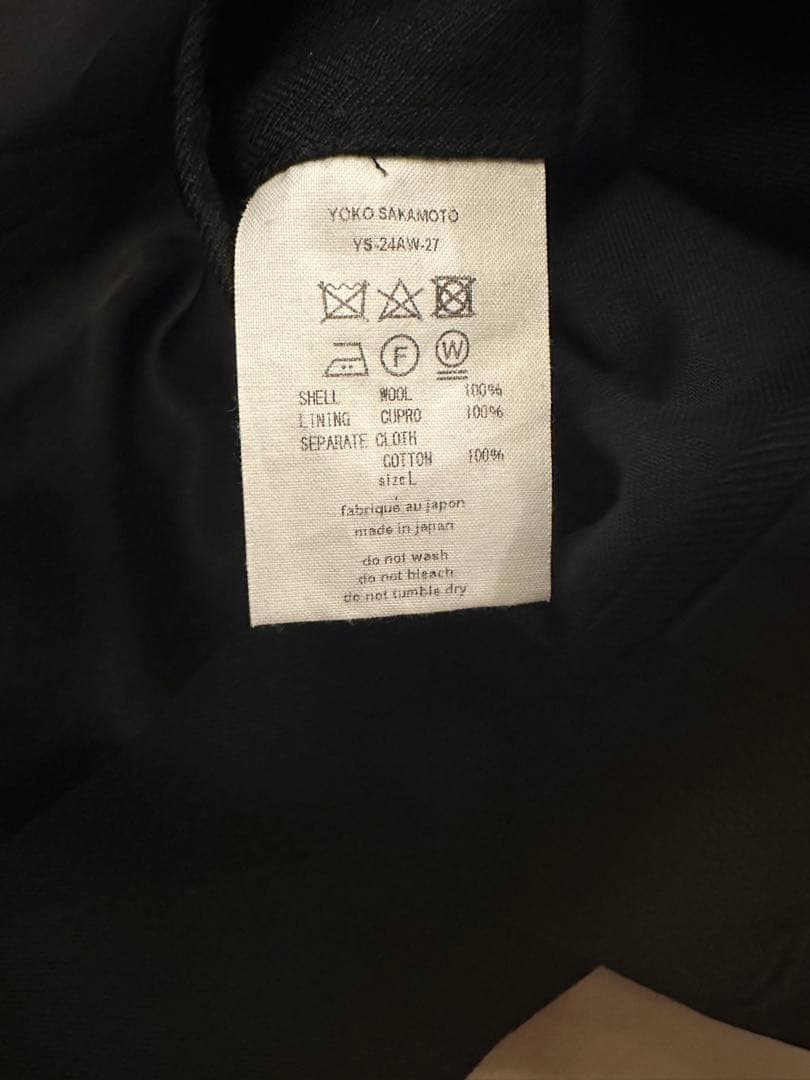 YOKO SAKAMOTO
YS-24AW-27
F W
SHELL WOOL 100%
LINING CUPRO 100%
SEPARATE CLOTH
COTTON 100%
size L
fabriqué au japon
made in japan
do not wash
do not bleach
do not tumble dry